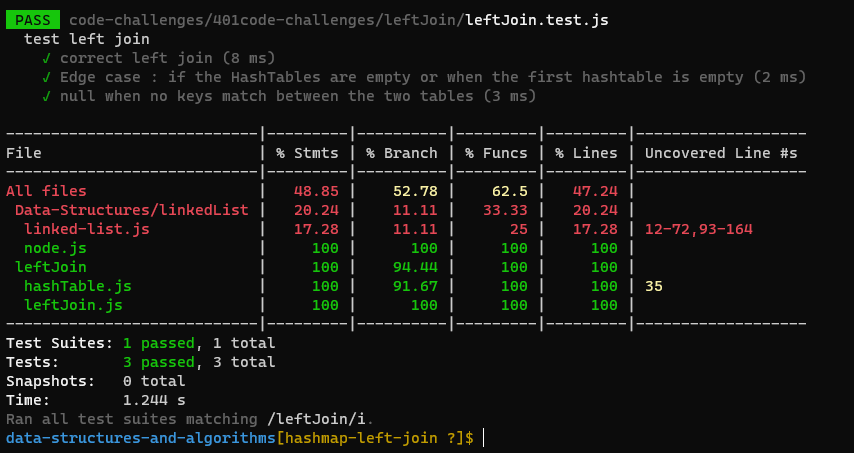 PASS code-challenges/401code-challenges/leftJoin/leftJoin.test.js
  test left join
    ✓ correct left join (8 ms)
    ✓ Edge case : if the HashTables are empty or when the first hashtable is empty (2 ms)
    ✓ null when no keys match between the two tables (3 ms)
----------------------------|---------|----------|---------|---------|-------------------
File                        | % Stmts | % Branch | % Funcs | % Lines | Uncovered Line #s
----------------------------|---------|----------|---------|---------|-------------------
All files                   |   48.85 |    52.78 |    62.5 |   47.24 |
 Data-Structures/linkedList |   20.24 |    11.11 |   33.33 |   20.24 |
  linked-list.js            |   17.28 |    11.11 |      25 |   17.28 | 12-72,93-164
  node.js                   |     100 |      100 |     100 |     100 |
 leftJoin                   |     100 |    94.44 |     100 |     100 |
  hashTable.js              |     100 |    91.67 |     100 |     100 | 35
  leftJoin.js               |     100 |      100 |     100 |     100 |
----------------------------|---------|----------|---------|---------|-------------------
Test Suites: 1 passed, 1 total
Tests:       3 passed, 3 total
Snapshots:   0 total
Time:        1.244 s
Ran all test suites matching /leftJoin/i.
data-structures-and-algorithms[hashmap-left-join ?]$